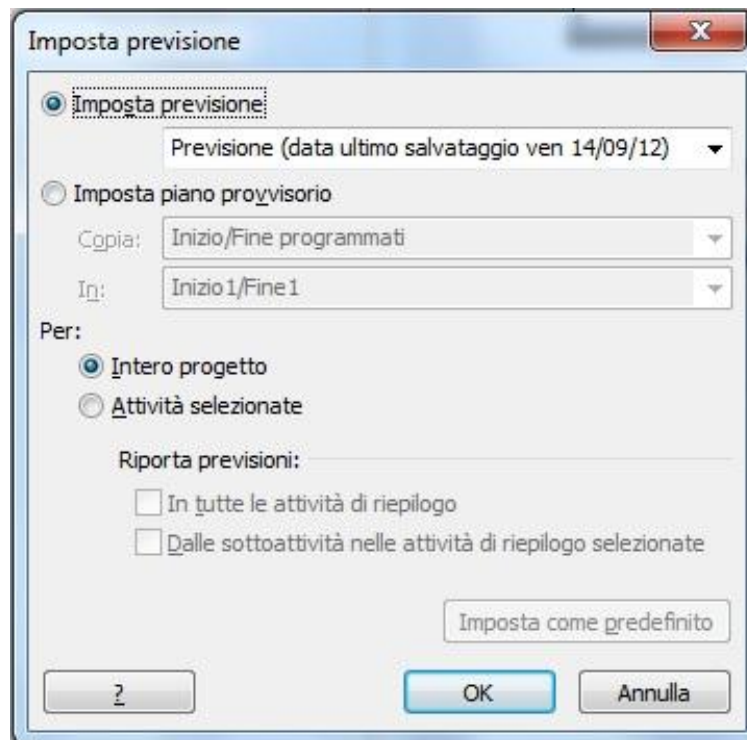 Imposta previsione
Imposta previsione
Previsione (data ultimo salvataggio ven 14/09/12)
Imposta piano provvisorio
Copia: Inizio/Fine programmati
In: Inizio1/Fine1
Per:
Intero progetto
Attività selezionate
Riporta previsioni:
In tutte le attività di riepilogo
Dalle sottoattività nelle attività di riepilogo selezionate
Imposta come predefinito
? OK Annulla